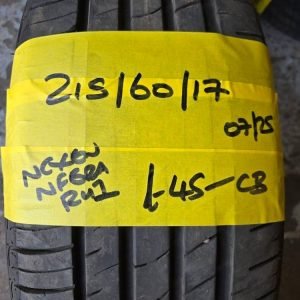 215/60/17
07/25
NEXEN
NFERA
RU1
L-45-CB